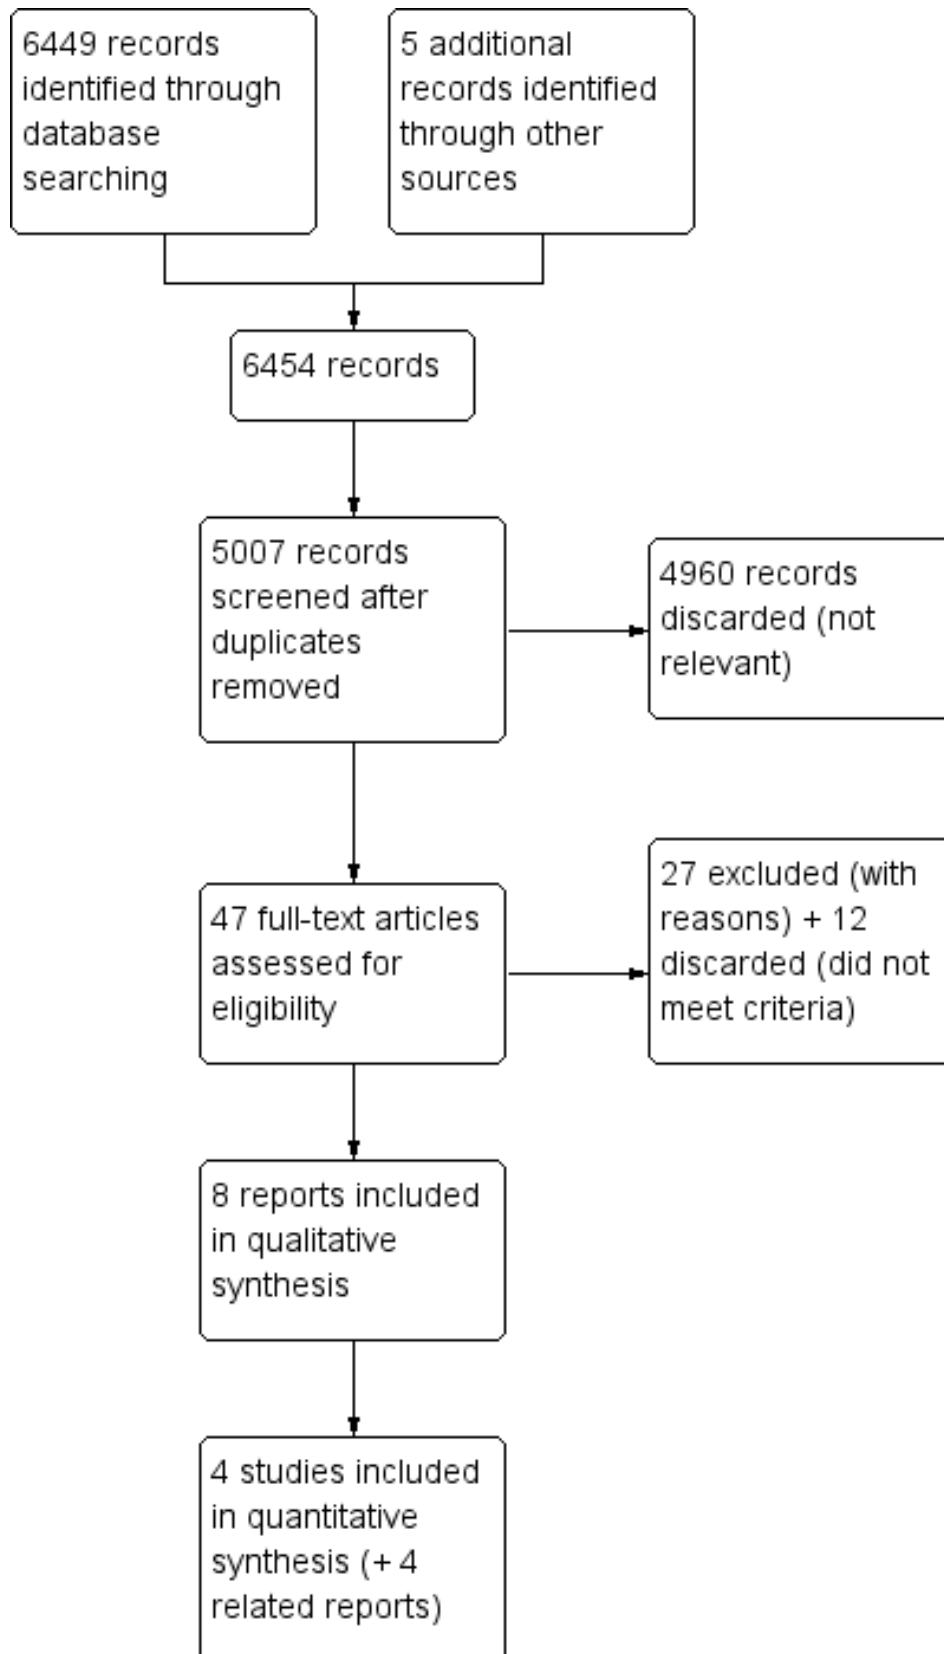 6449 records
identified through
database
searching
5 additional
records identified
through other
sources
6454 records
5007 records
screened after
duplicates
removed
4960 records
discarded (not
relevant)
47 full-text articles
assessed for
eligibility
27 excluded (with
reasons) + 12
discarded (did not
meet criteria)
8 reports included
in qualitative
synthesis
4 studies included
in quantitative
synthesis (+ 4
related reports)